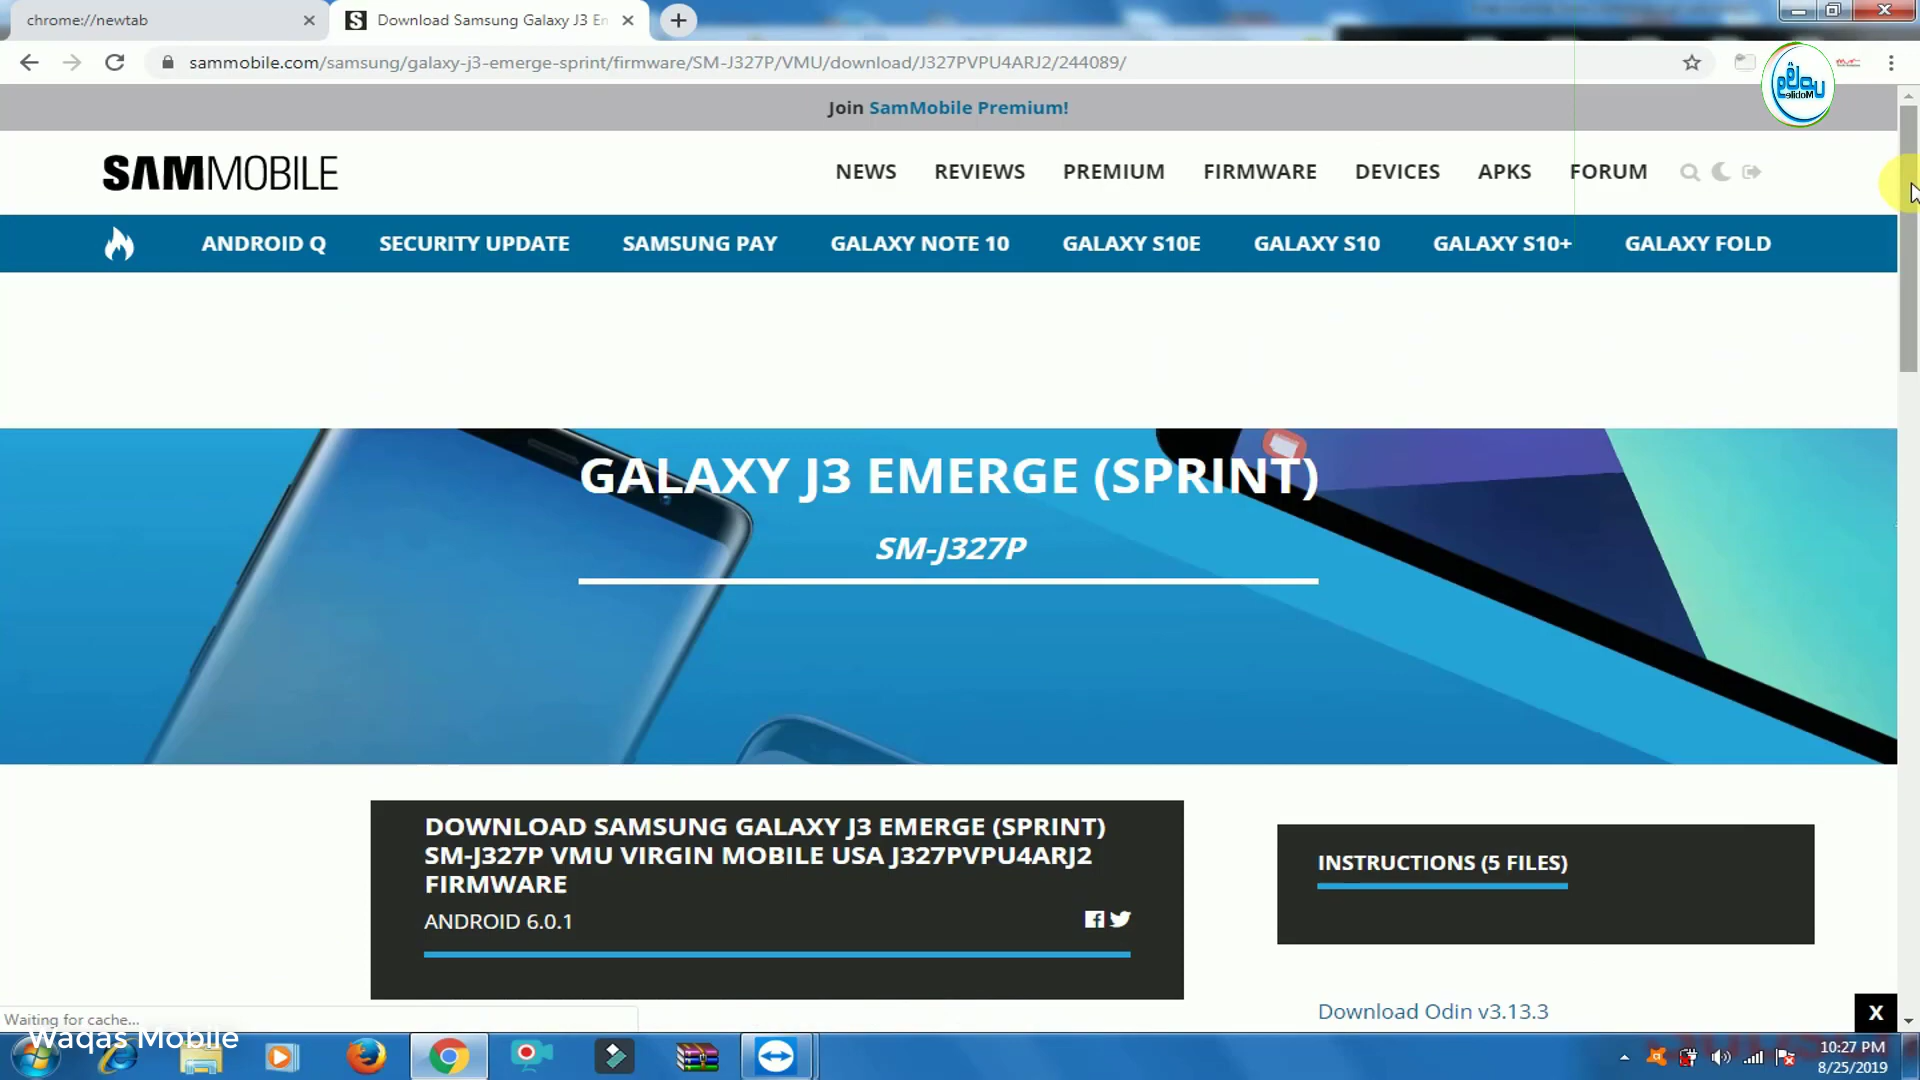 chrome://newtab
Download Samsung Galaxy J3 En
sammobile.com/samsung/galaxy-j3-emerge-sprint/firmware/SM-J327P/VMU/download/J327PVPU4ARJ2/244089/
Mobile
Join SamMobile Premium!
SAMMOBILE
NEWS REVIEWS PREMIUM FIRMWARE DEVICES APKS FORUM
ANDROID Q SECURITY UPDATE SAMSUNG PAY GALAXY NOTE 10 GALAXY S10E GALAXY S10 GALAXY S10+ GALAXY FOLD
GALAXY J3 EMERGE (SPRINT)
SM-J327P
DOWNLOAD SAMSUNG GALAXY J3 EMERGE (SPRINT)
SM-J327P VMU VIRGIN MOBILE USA J327PVPU4ARJ2
FIRMWARE
ANDROID 6.0.1
INSTRUCTIONS (5 FILES)
Download Odin v3.13.3
X
Waiting for cache...
Waqas Mobile
10:27 PM
8/25/2019